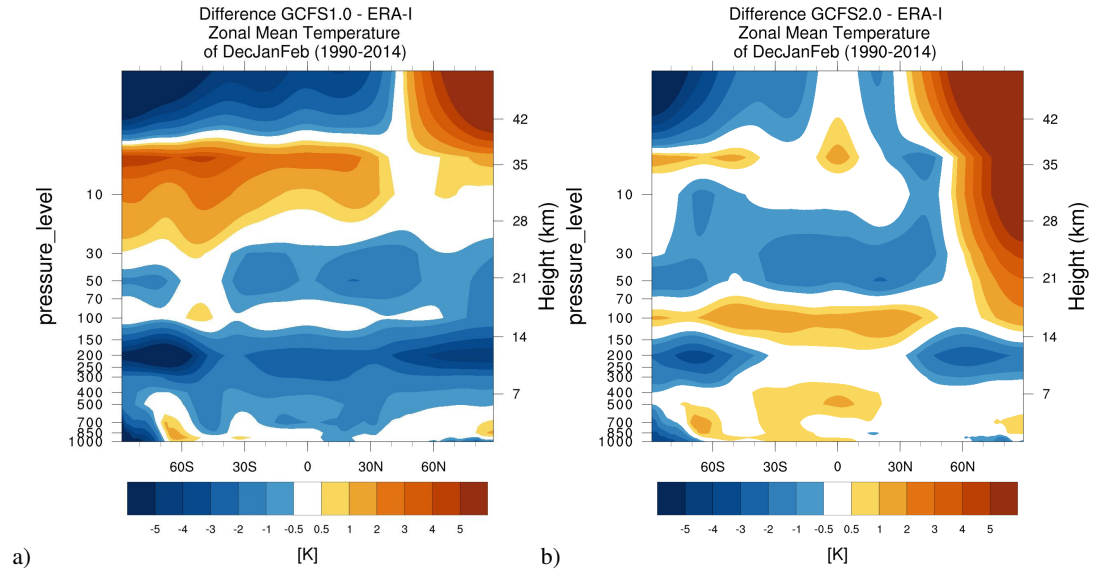 Difference GCFS1.0 - ERA-I
Zonal Mean Temperature
of DecJanFeb (1990-2014)
pressure_level
10
30
50
70
100
150
200
250
300
400
500
700
850
1000
42
35
28
21
14
7
Height (km)
60S 30S 0 30N 60N
-5 -4 -3 -2 -1 -0.5 0.5 1 2 3 4 5
[K]
a)
Difference GCFS2.0 - ERA-I
Zonal Mean Temperature
of DecJanFeb (1990-2014)
pressure_level
10
30
50
70
100
150
200
250
300
400
500
700
850
1000
42
35
28
21
14
7
Height (km)
60S 30S 0 30N 60N
-5 -4 -3 -2 -1 -0.5 0.5 1 2 3 4 5
[K]
b)